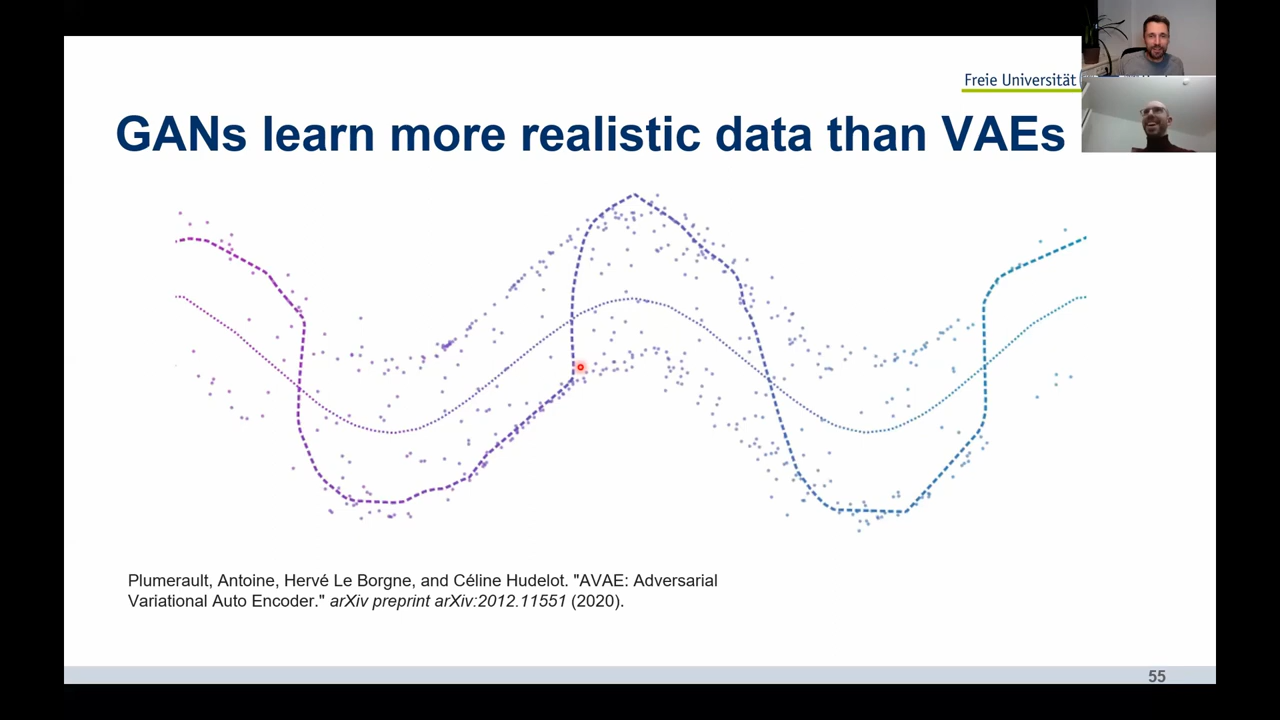 Freie Universität
GANs learn more realistic data than VAEs
Plumerault, Antoine, Hervé Le Borgne, and Céline Hudelot. "AVAE: Adversarial
Variational Auto Encoder." arXiv preprint arXiv:2012.11551 (2020).
55